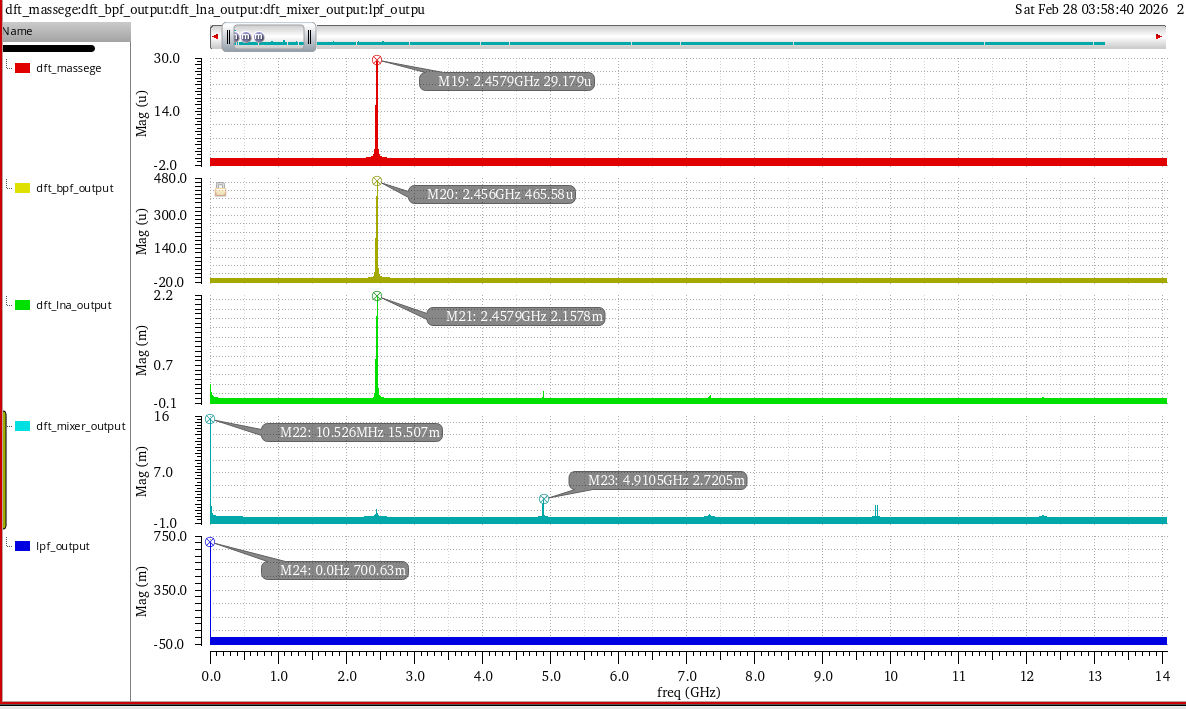 dft_massege:dft_bpf_output:dft_lna_output:dft_mixer_output:lpf_outpu
Sat Feb 28 03:58:40 2026 2
Name
dft_massege
dft_bpf_output
dft_lna_output
dft_mixer_output
lpf_output
30.0
14.0
-2.0
Mag (u)
M19: 2.4579GHz 29.179u
480.0
300.0
140.0
-20.0
Mag (u)
M20: 2.456GHz 465.58u
2.2
0.7
-0.1
Mag (m)
M21: 2.4579GHz 2.1578m
16
7.0
-1.0
Mag (m)
M22: 10.526MHz 15.507m
M23: 4.9105GHz 2.7205m
750.0
350.0
-50.0
Mag (m)
M24: 0.0Hz 700.63m
0.0 1.0 2.0 3.0 4.0 5.0 6.0 7.0 8.0 9.0 10 11 12 13 14
freq (GHz)